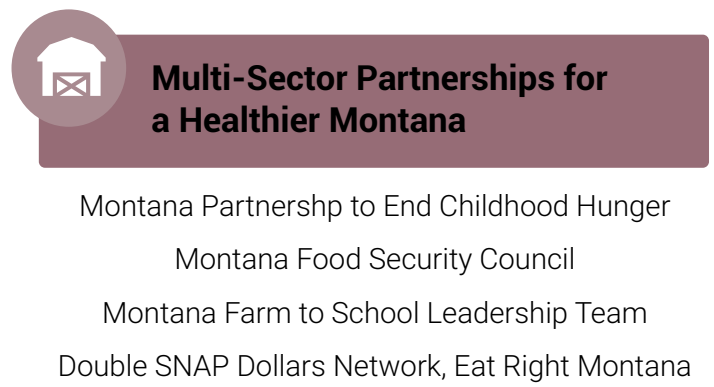 Multi-Sector Partnerships for
a Healthier Montana
Montana Partnershp to End Childhood Hunger
Montana Food Security Council
Montana Farm to School Leadership Team
Double SNAP Dollars Network, Eat Right Montana